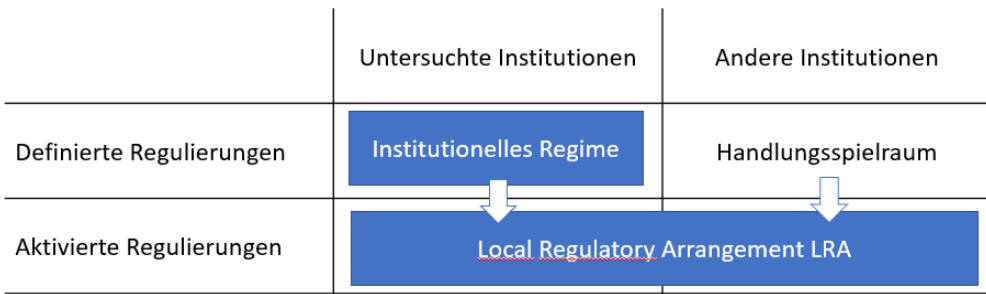 Untersuchte Institutionen
Andere Institutionen
Definierte Regulierungen
Institutionelles Regime
Handlungsspielraum
Aktivierte Regulierungen
Local Regulatory Arrangement LRA